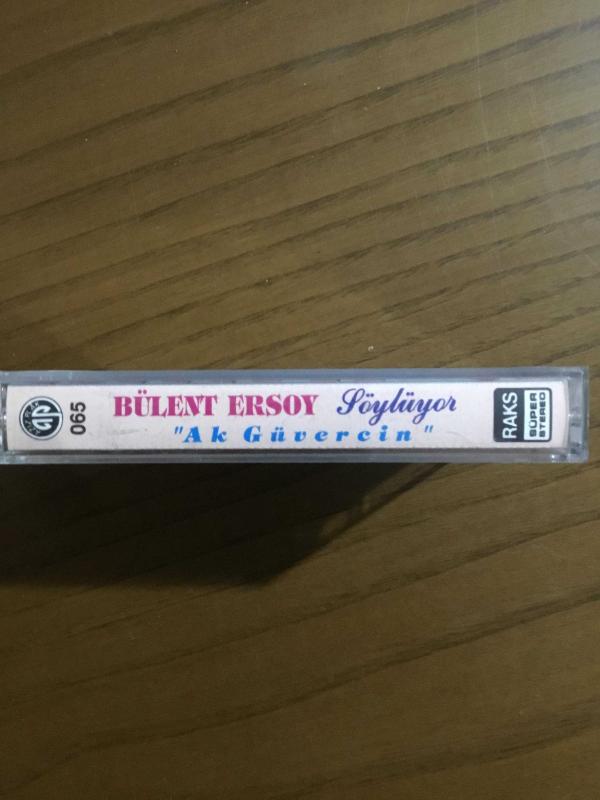 065
BÜLENT ERSOY Söylüyor
"Ak Güvercin"
RAKS
SÜPER
STEREO